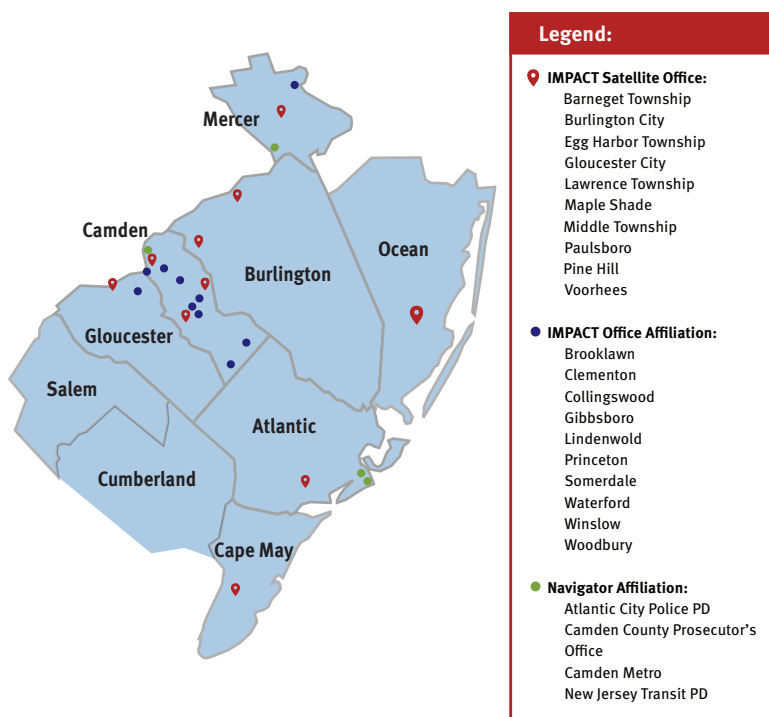 Mercer
Camden
Ocean
Burlington
Gloucester
Salem
Atlantic
Cumberland
Cape May
Legend:
IMPACT Satellite Office:
Barneget Township
Burlington City
Egg Harbor Township
Gloucester City
Lawrence Township
Maple Shade
Middle Township
Paulsboro
Pine Hill
Voorhees
IMPACT Office Affiliation:
Brooklawn
Clementon
Collingswood
Gibbsboro
Lindenwold
Princeton
Somerdale
Waterford
Winslow
Woodbury
Navigator Affiliation:
Atlantic City Police PD
Camden County Prosecutor's
Office
Camden Metro
New Jersey Transit PD